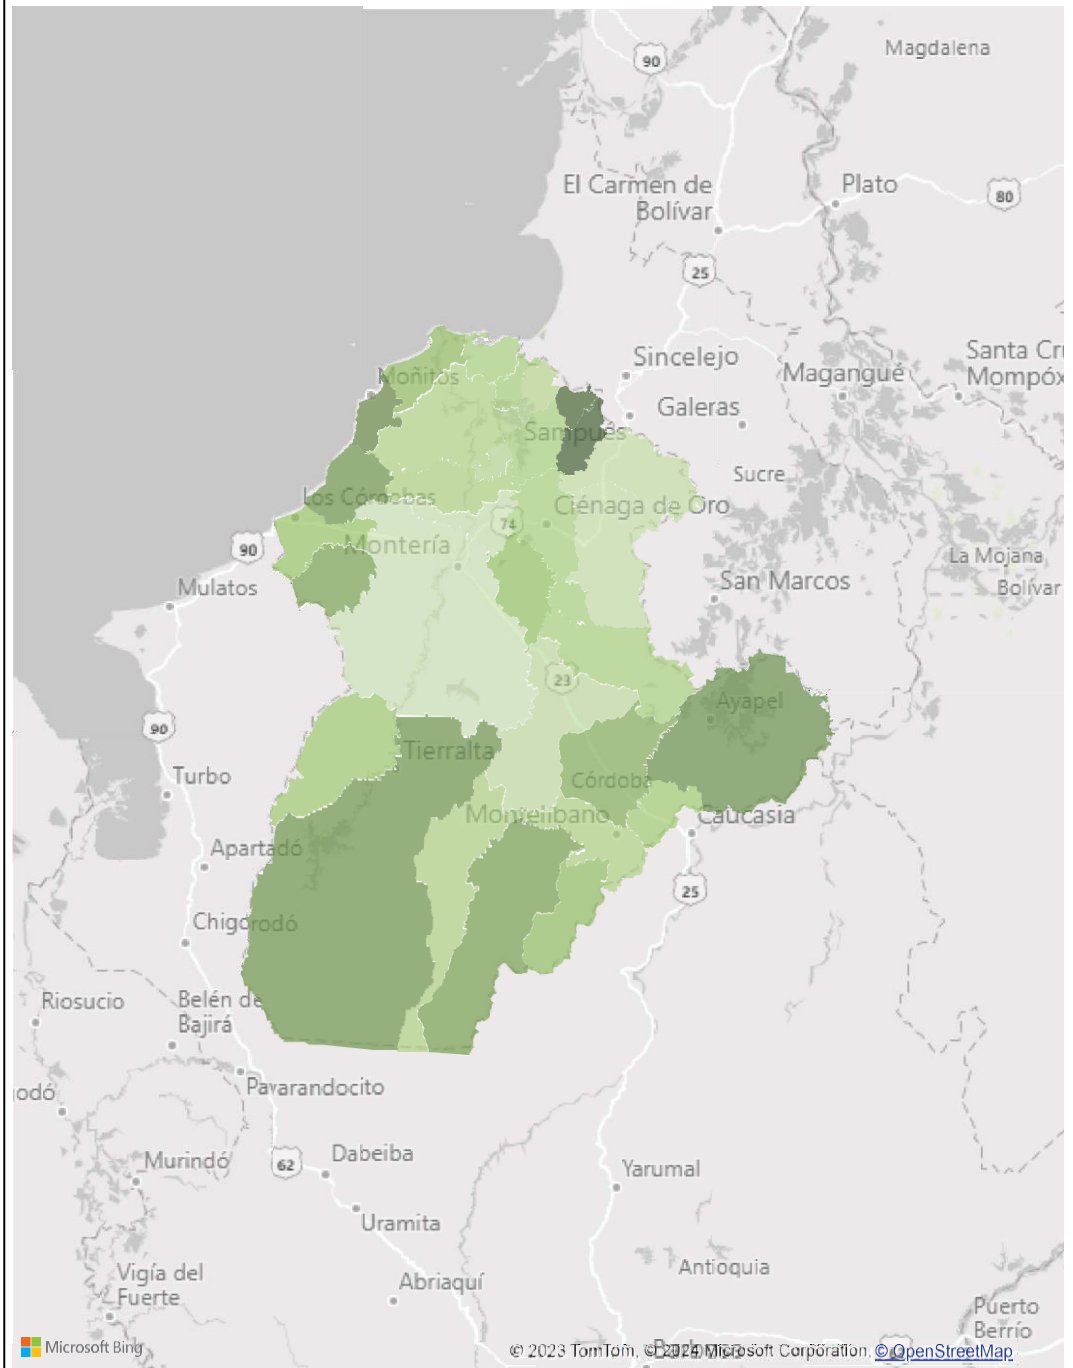 Magdalena
90
El Carmen de
Bolívar
Plato
80
25
Sincelejo
Santa Cru
Mompóx
Moñitos
Magangué
Galeras
Sampués
Sucre
Los Córdobas
Ciénaga de Oro
74
90
Montería
La Mojana
Mulatos
San Marcos
Bolívar
23
Ayapel
90
Tierralta
Turbo
Córdoba
Montelíbano
Caucasia
Apartadó
25
Chigorodó
Riosucio
Belén de
Bajirá
Pavarandocito
odó
Murindó
62
Dabeiba
Yarumal
Uramita
Vigía del
Fuerte
Abriaquí
Antioquia
Puerto
Berrío
Microsoft Bing
© 2023 TomTom, © 2024 Microsoft Corporation, © OpenStreetMap